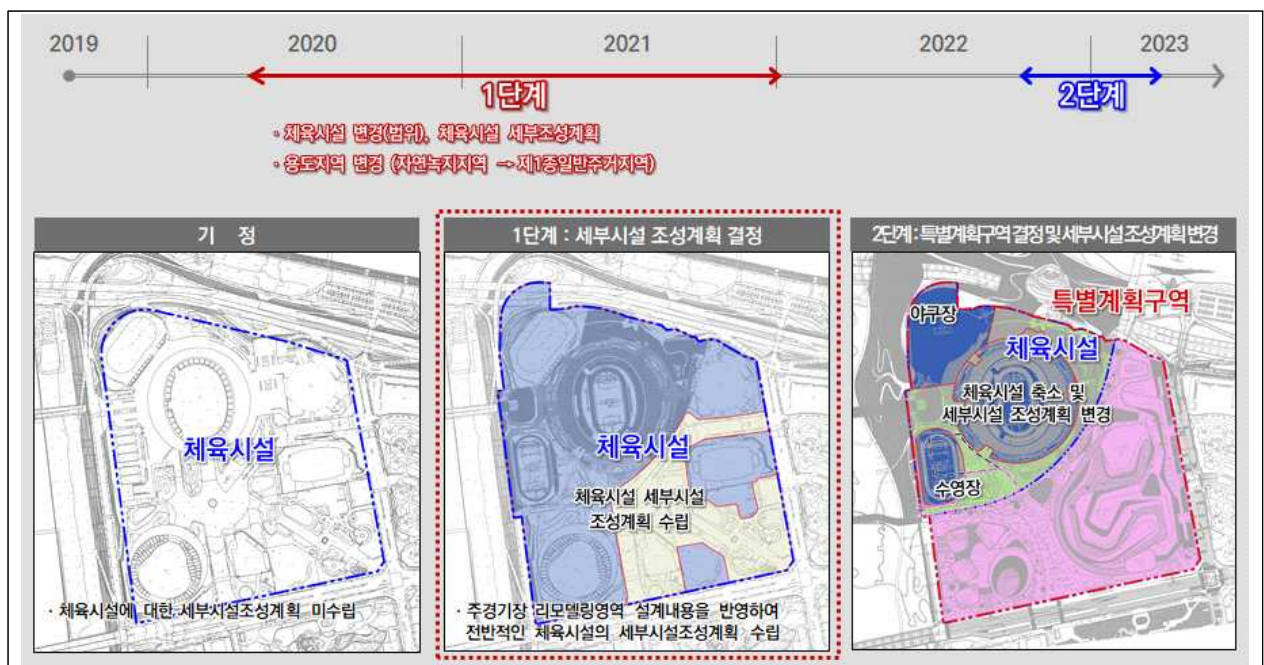 2019
2020
2021
2022
2023
1단계
2단계
· 체육시설 변경(범위), 체육시설 세부조성계획
· 용도지역 변경 (자연녹지지역 → 제1종일반주거지역)
기 정
체육시설
· 체육시설에 대한 세부시설조성계획 미수립
1단계 : 세부시설 조성계획 결정
체육시설
체육시설 세부시설
조성계획 수립
· 주경기장 리모델링영역 설계내용을 반영하여
전반적인 체육시설의 세부시설조성계획 수립
2단계 : 특별계획구역 결정 및 세부시설 조성계획 변경
특별계획구역
야구장
체육시설
체육시설 축소 및
세부시설 조성계획 변경
수영장